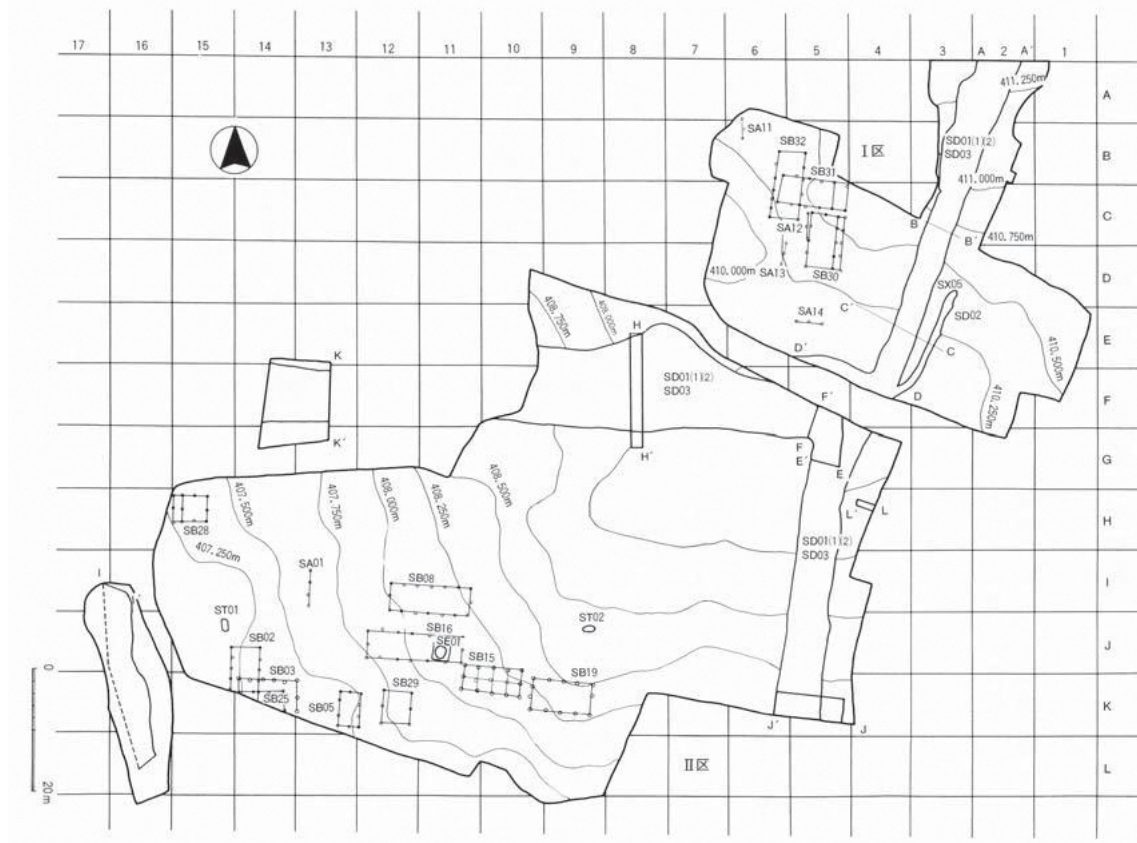 17 16 15 14 13 12 11 10 9 8 7 6 5 4 3 A 2 A' 1
411.250m
A
SA11
SB32
I区
SD01(1)(2)
SD03
B
SB31
411.000m
C
SA12
B
B'
410.750m
SA13
SB30
410.000m
D
SX05
408.750m
408.000m
SA14
C'
SD02
H
D'
C
E
410.500m
K
SD01(1)(2)
SD03
F'
D
410.250m
F
K'
H'
F
E'
E
G
407.500m
407.750m
408.000m
408.250m
408.500m
L'
L
H
SB28
407.250m
SD01(1)(2)
SD03
I
SA01
SB08
I
ST01
SB16
ST02
SB02
SE01
J
0
SB03
SB15
SB19
SB25
SB05
SB29
K
J'
J
II区
L
20m